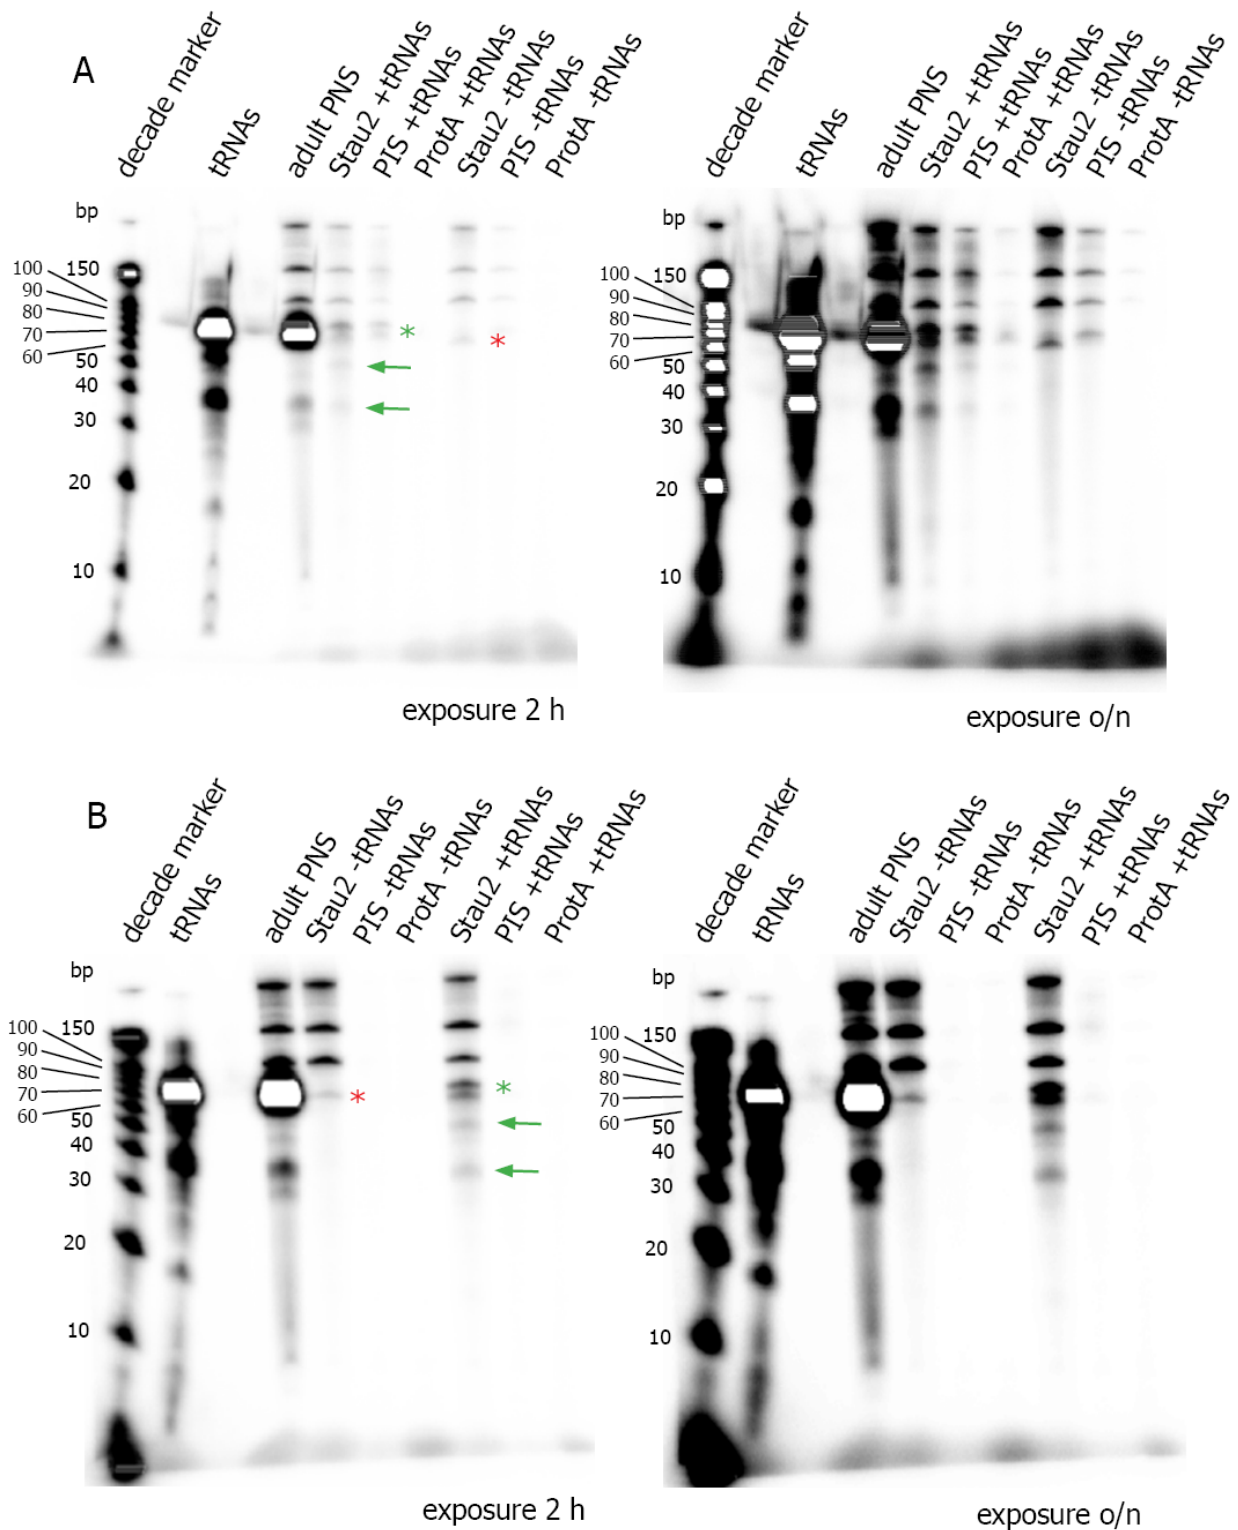 A
decade marker
tRNAs
adult PNS
Stau2 +tRNAs
PIS +tRNAs
ProtA +tRNAs
Stau2 -tRNAs
PIS -tRNAs
ProtA -tRNAs
bp
150
100
90
80
70
60
50
40
30
20
10
*
*
exposure 2 h
decade marker
tRNAs
adult PNS
Stau2 +tRNAs
PIS +tRNAs
ProtA +tRNAs
Stau2 -tRNAs
PIS -tRNAs
ProtA -tRNAs
bp
150
100
90
80
70
60
50
40
30
20
10
exposure o/n
B
decade marker
tRNAs
adult PNS
Stau2 -tRNAs
PIS -tRNAs
ProtA -tRNAs
Stau2 +tRNAs
PIS +tRNAs
ProtA +tRNAs
bp
150
100
90
80
70
60
50
40
30
20
10
*
*
exposure 2 h
decade marker
tRNAs
adult PNS
Stau2 -tRNAs
PIS -tRNAs
ProtA -tRNAs
Stau2 +tRNAs
PIS +tRNAs
ProtA +tRNAs
bp
150
100
90
80
70
60
50
40
30
20
10
exposure o/n